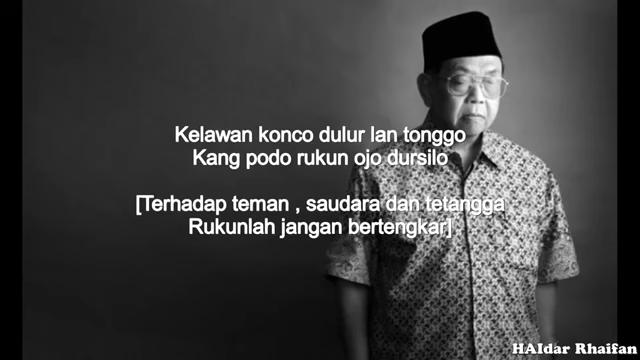 Kelawan konco dulur lan tonggo
Kang podo rukun ojo dursilo
[Terhadap teman , saudara dan tetangga
Rukunlah jangan bertengkar]
HAIdar Rhaifan